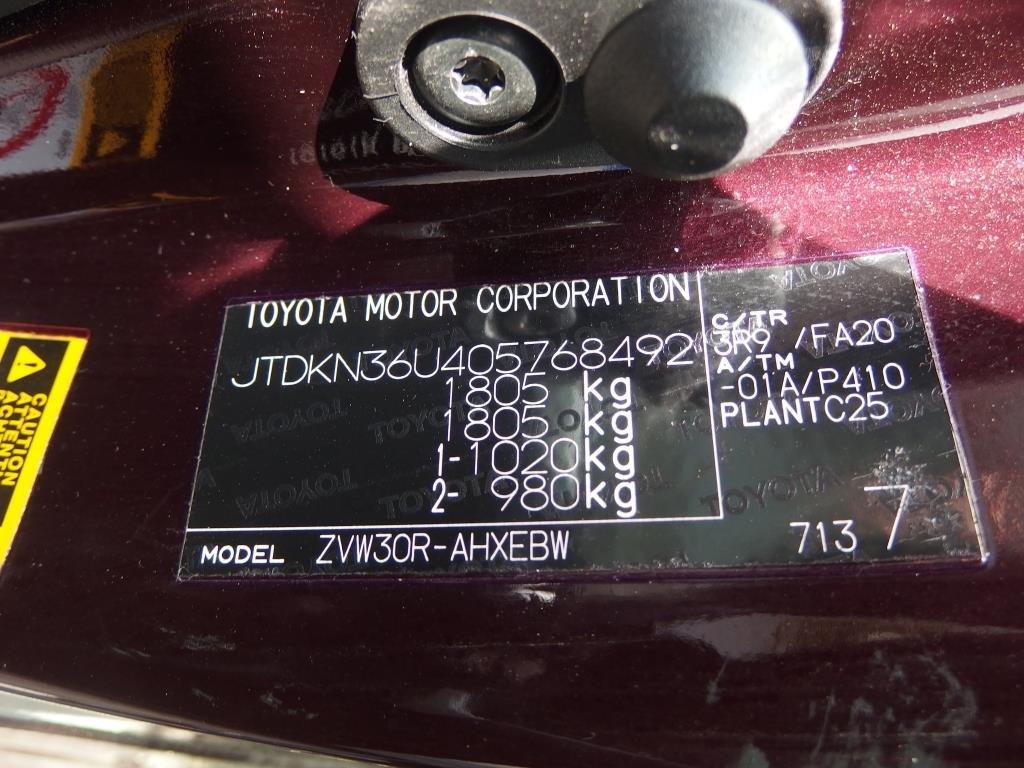 TOYOTA MOTOR CORPORATION
JTDKN36U405768492
1805 kg
1805 kg
1-1020kg
2- 980kg
C/TR
3R9 /FA20
A/TM
-01A/P410
PLANTC25
MODEL ZVW30R-AHXEBW
713 7
CAUTION